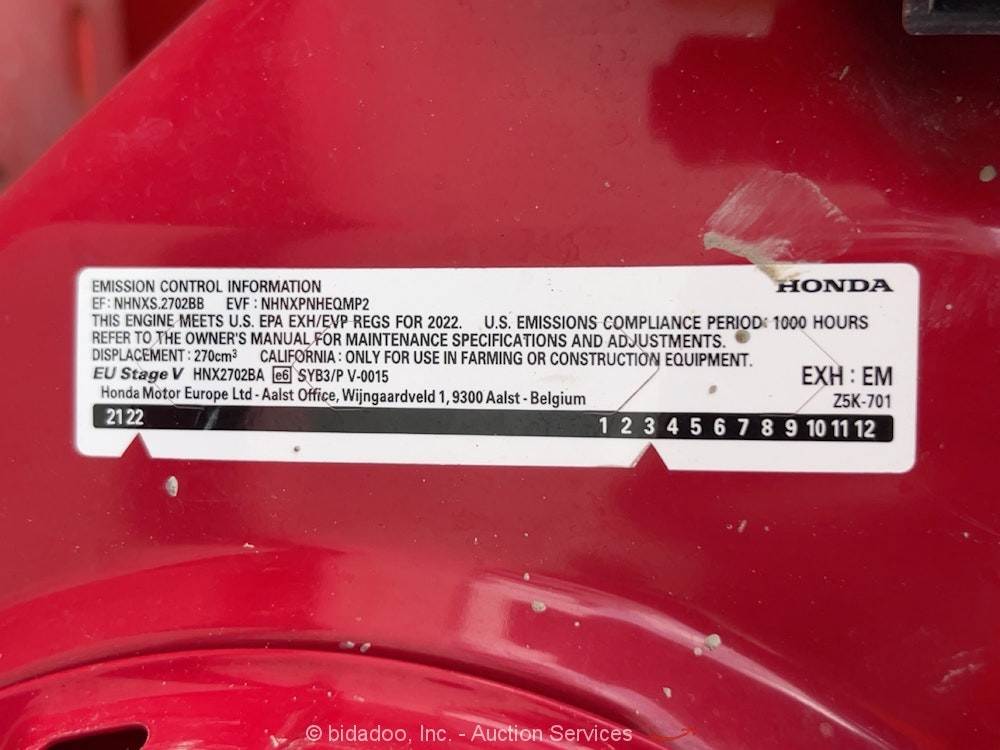 EMISSION CONTROL INFORMATION HONDA
EF: NHNXS.2702BB EVF : NHNXPNHEQMP2
THIS ENGINE MEETS U.S. EPA EXH/EVP REGS FOR 2022. U.S. EMISSIONS COMPLIANCE PERIOD: 1000 HOURS
REFER TO THE OWNER'S MANUAL FOR MAINTENANCE SPECIFICATIONS AND ADJUSTMENTS.
DISPLACEMENT : 270cm³ CALIFORNIA : ONLY FOR USE IN FARMING OR CONSTRUCTION EQUIPMENT.
EU Stage V HNX2702BA e6 SYB3/P V-0015 EXH : EM
Honda Motor Europe Ltd - Aalst Office, Wijngaardveld 1, 9300 Aalst - Belgium Z5K-701
21 22 1 2 3 4 5 6 7 8 9 10 11 12
© bidadoo, Inc. - Auction Services